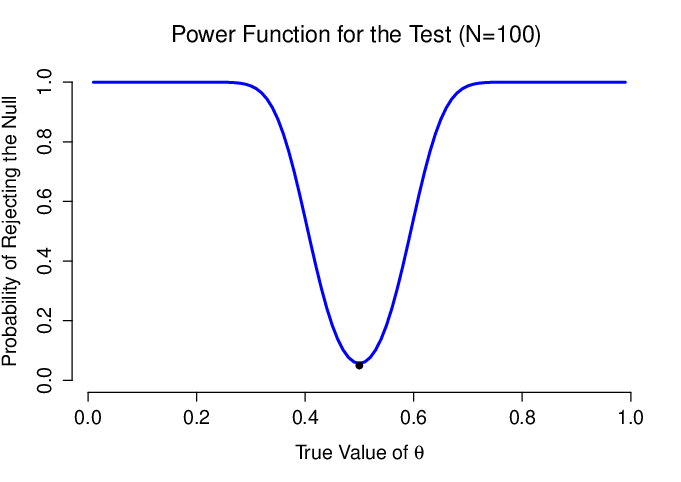 Power Function for the Test (N=100)
Probability of Rejecting the Null
1.0
0.8
0.6
0.4
0.2
0.0
0.0 0.2 0.4 0.6 0.8 1.0
True Value of θ